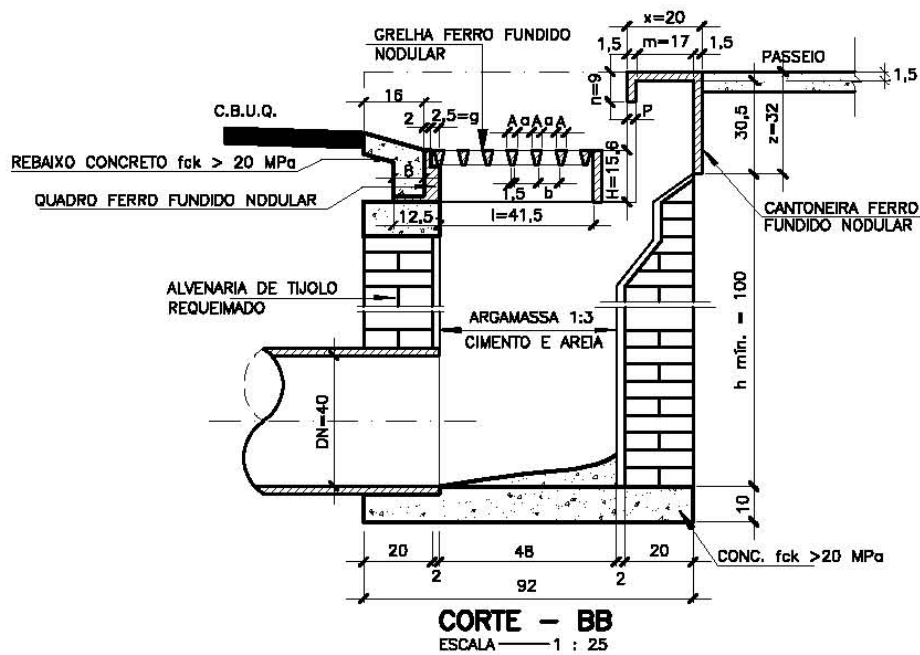 x=20
GRELHA FERRO FUNDIDO
NODULAR
1,5
m=17
1,5
PASSEIO
1,5
n=9
16
P
C.B.U.Q.
2
2,5=g
A a A a A
30,5
z=32
REBAIXO CONCRETO fck > 20 MPa
H=15,6
QUADRO FERRO FUNDIDO NODULAR
1,5
b
CANTONEIRA FERRO
FUNDIDO NODULAR
12,5
l=41,5
ALVENARIA DE TIJOLO
REQUEIMADO
ARGAMASSA 1:3
CIMENTO E AREIA
h mín. = 100
DN=40
10
20
2
48
2
20
CONC. fck >20 MPa
92
CORTE – BB
ESCALA 1 : 25